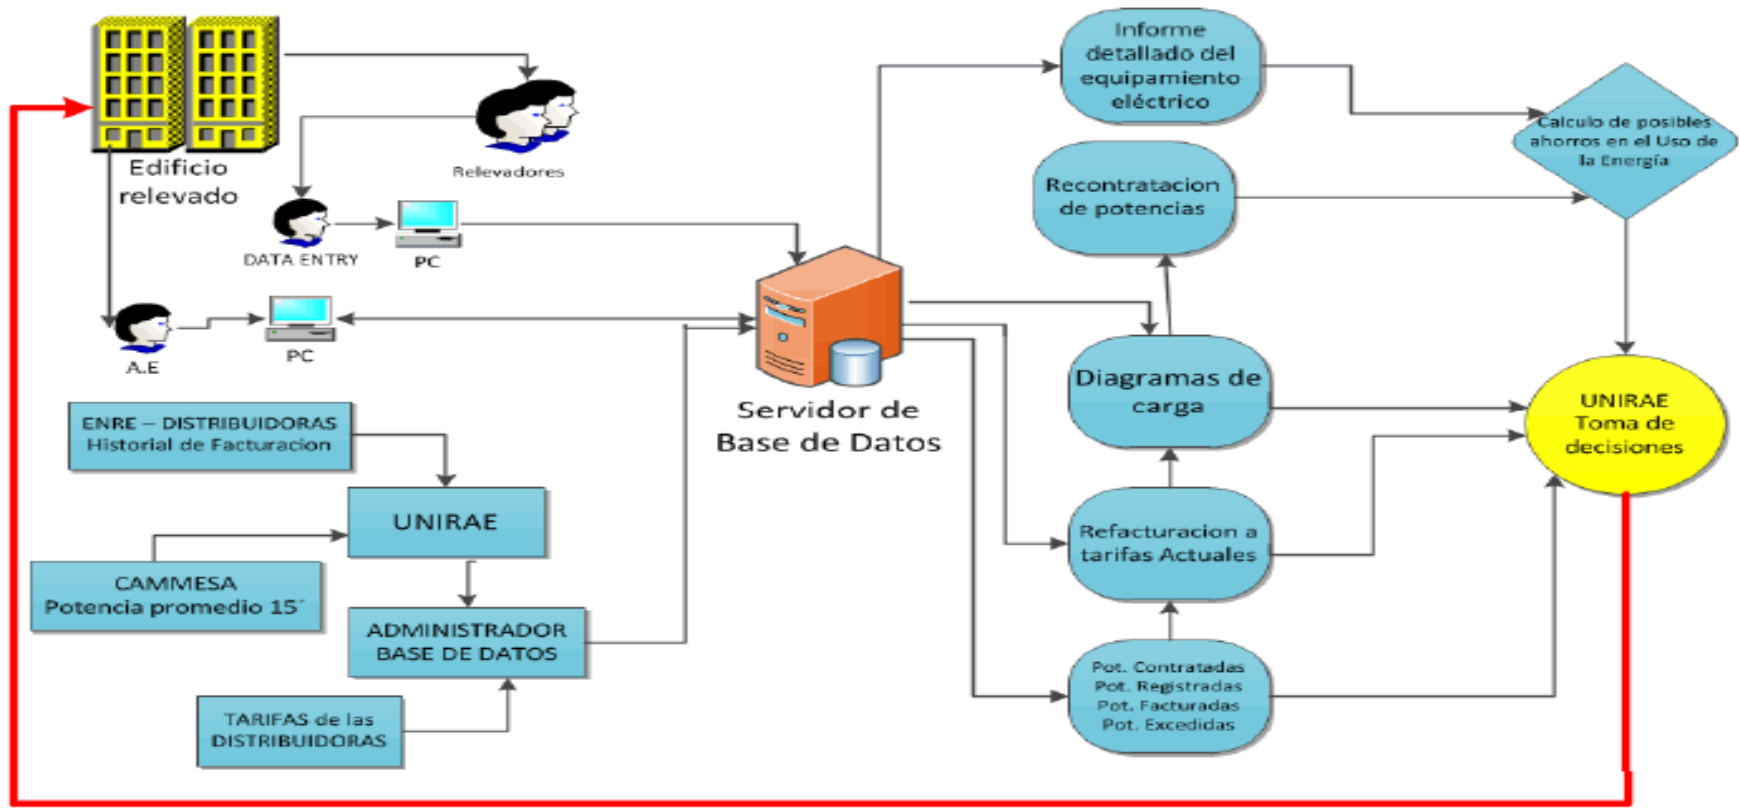 Edificio
relevado
Relevadores
DATA ENTRY
PC
A.E
PC
ENRE – DISTRIBUIDORAS
Historial de Facturacion
UNIRAE
CAMMESA
Potencia promedio 15´
ADMINISTRADOR
BASE DE DATOS
TARIFAS de las
DISTRIBUIDORAS
Servidor de
Base de Datos
Informe
detallado del
equipamiento
eléctrico
Recontratacion
de potencias
Diagramas de
carga
Refacturacion a
tarifas Actuales
Pot. Contratadas
Pot. Registradas
Pot. Facturadas
Pot. Excedidas
Calculo de posibles
ahorros en el Uso de
la Energía
UNIRAE
Toma de
decisiones